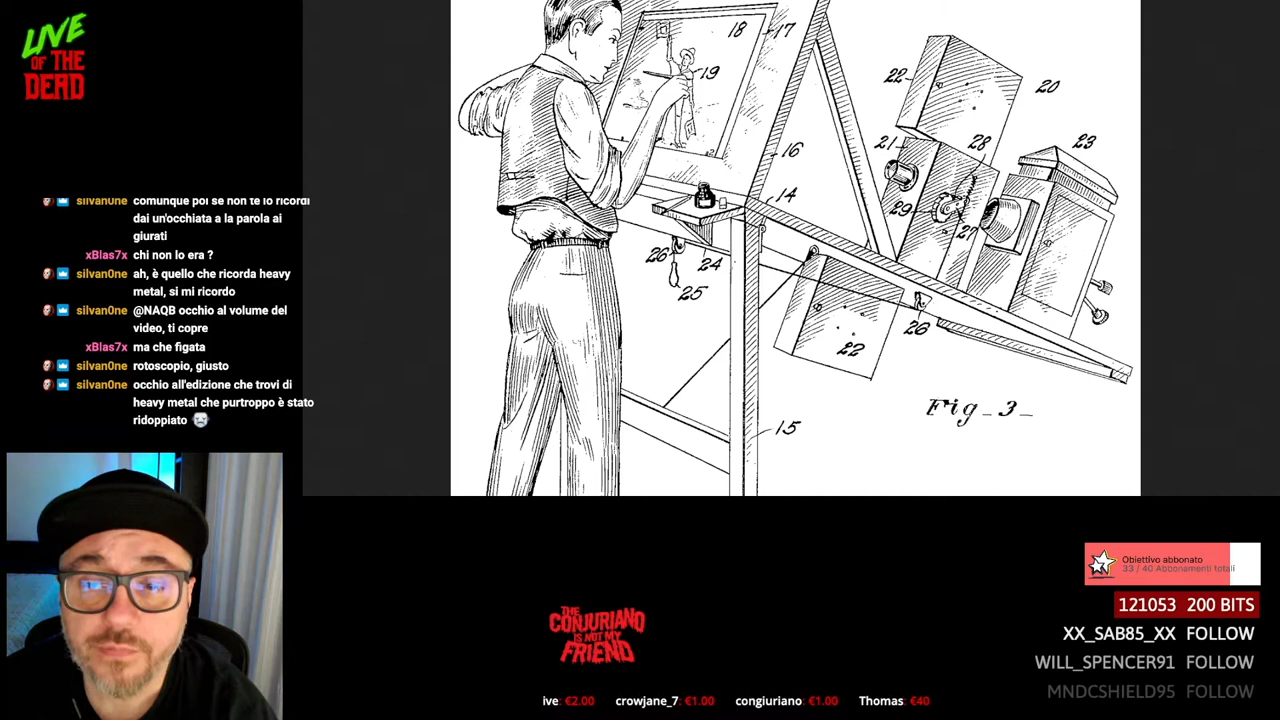 LIVE
OF THE
DEAD
silvan0ne comunque poi se non te lo ricordi
dai un'occhiata a la parola ai
giurati
xBlas7x chi non lo era ?
silvan0ne ah, è quello che ricorda heavy
metal, si mi ricordo
silvan0ne @NAQB occhio al volume del
video, ti copre
xBlas7x ma che figata
silvan0ne rotoscopio, giusto
silvan0ne occhio all'edizione che trovi di
heavy metal che purtroppo è stato
ridoppiato
18
17
19
22
20
16
21
28
23
14
29
27
26
24
25
26
22
15
Fig_3_
THE
CONJURIANO
IS NOT MY
FRIEND
Obiettivo abbonato
33 / 40 Abbonamenti totali
121053 200 BITS
XX_SAB85_XX FOLLOW
WILL_SPENCER91 FOLLOW
MNDCSHIELD95 FOLLOW
ive: €2.00 crowjane_7: €1.00 congiuriano: €1.00 Thomas: €40